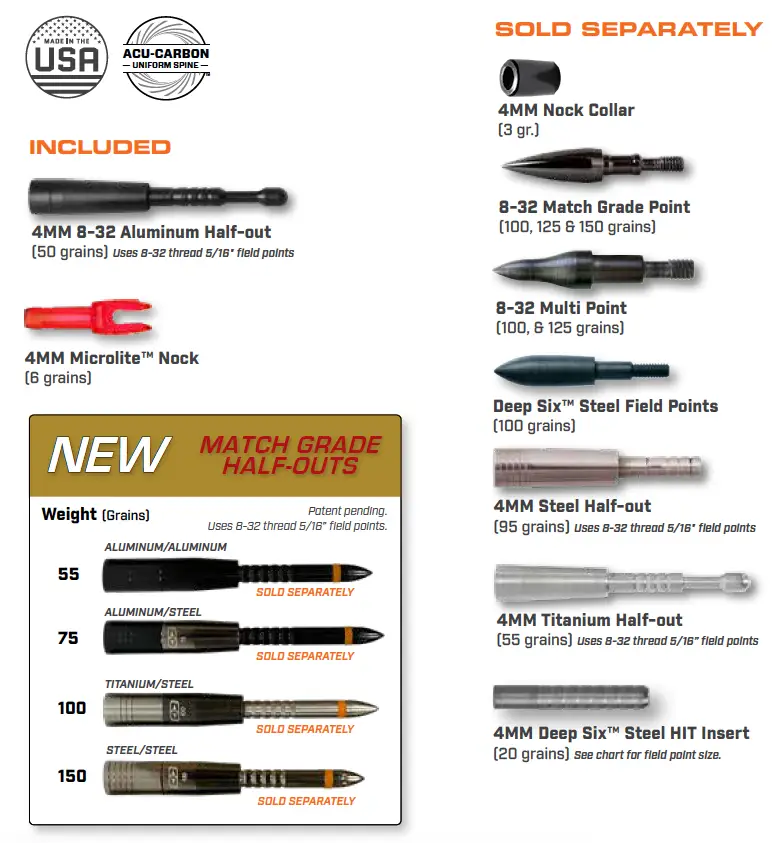 MADE IN THE
USA
ACU-CARBON
UNIFORM SPINE
TM
INCLUDED
4MM 8-32 Aluminum Half-out
(50 grains) Uses 8-32 thread 5/16" field points
4MM Microlite™ Nock
(6 grains)
NEW
MATCH GRADE
HALF-OUTS
Weight (Grains)
Patent pending.
Uses 8-32 thread 5/16" field points.
ALUMINUM/ALUMINUM
55
SOLD SEPARATELY
ALUMINUM/STEEL
75
SOLD SEPARATELY
TITANIUM/STEEL
100
SOLD SEPARATELY
STEEL/STEEL
150
SOLD SEPARATELY
SOLD SEPARATELY
4MM Nock Collar
(3 gr.)
8-32 Match Grade Point
(100, 125 & 150 grains)
8-32 Multi Point
(100, & 125 grains)
Deep Six™ Steel Field Points
(100 grains)
4MM Steel Half-out
(95 grains) Uses 8-32 thread 5/16" field points
4MM Titanium Half-out
(55 grains) Uses 8-32 thread 5/16" field points
4MM Deep Six™ Steel HIT Insert
(20 grains) See chart for field point size.